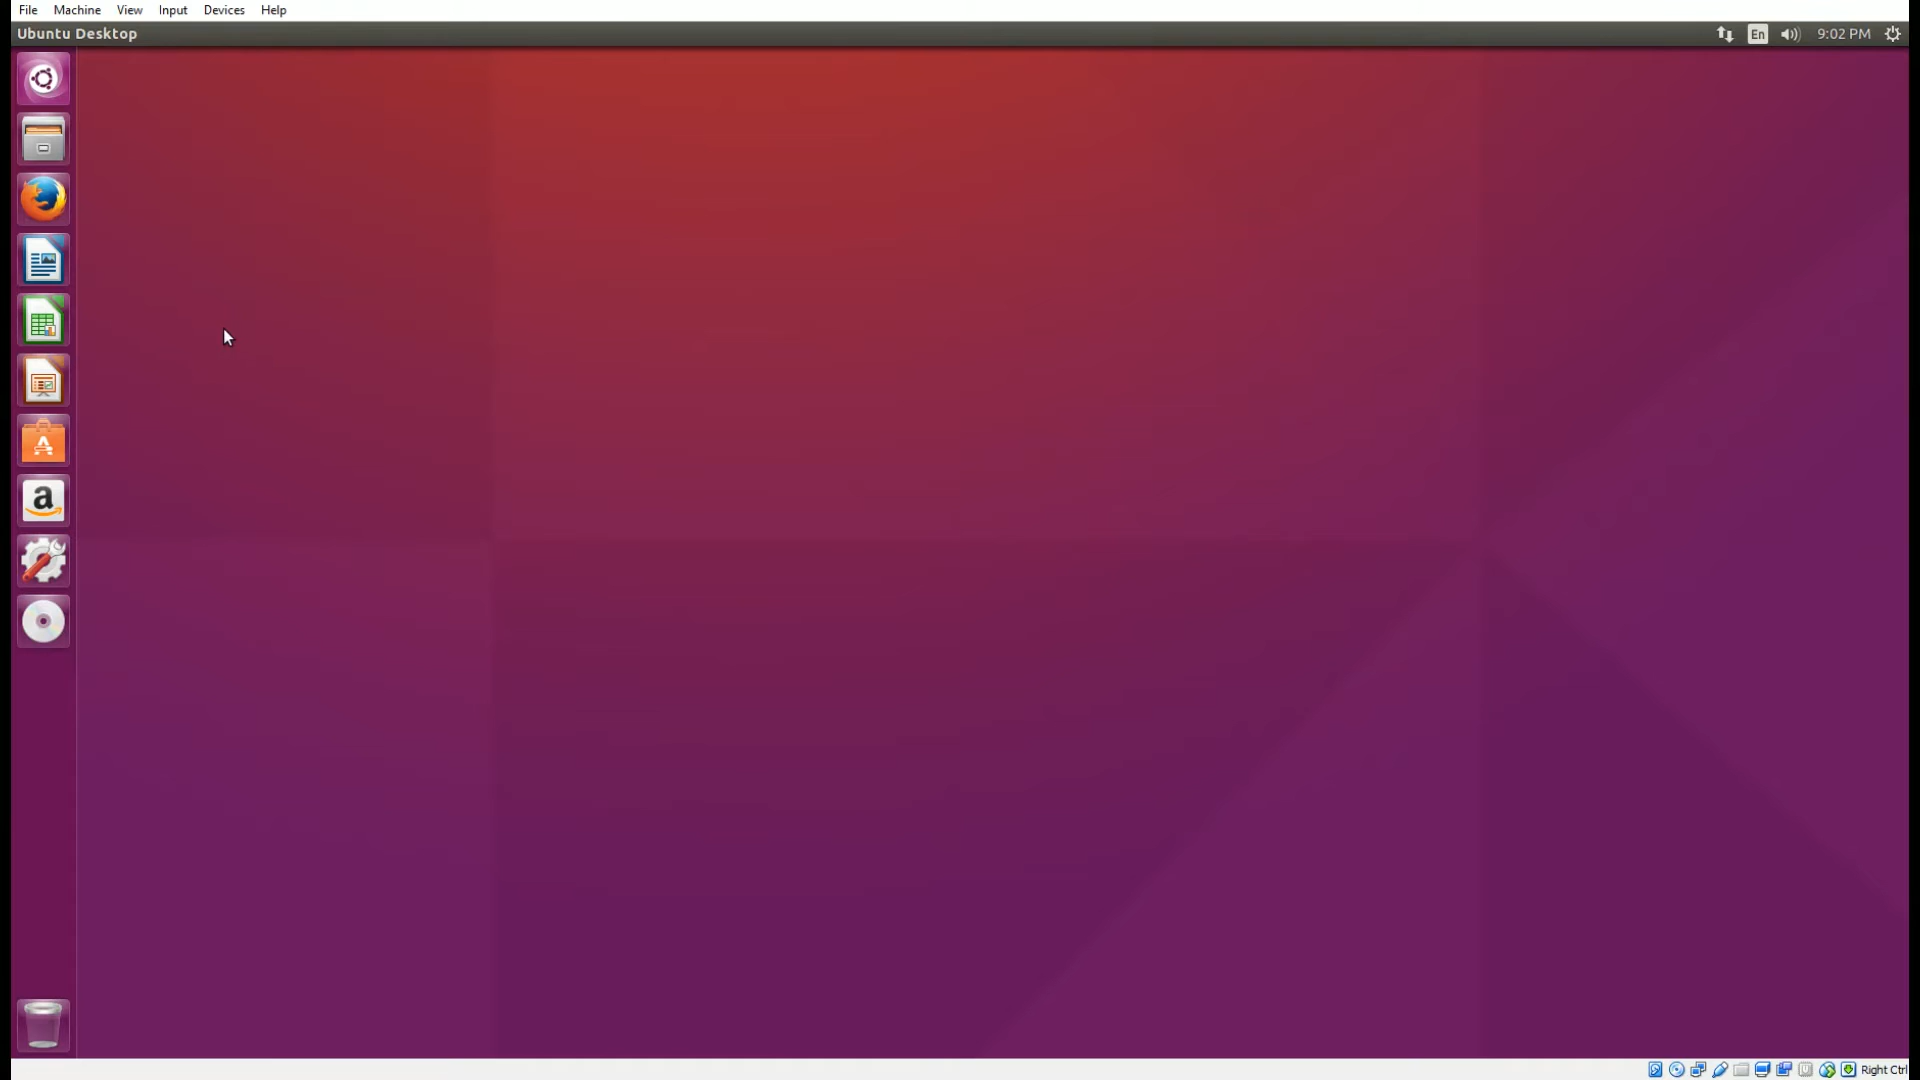 File Machine View Input Devices Help
Ubuntu Desktop En 9:02 PM
A
a
Right Ctrl